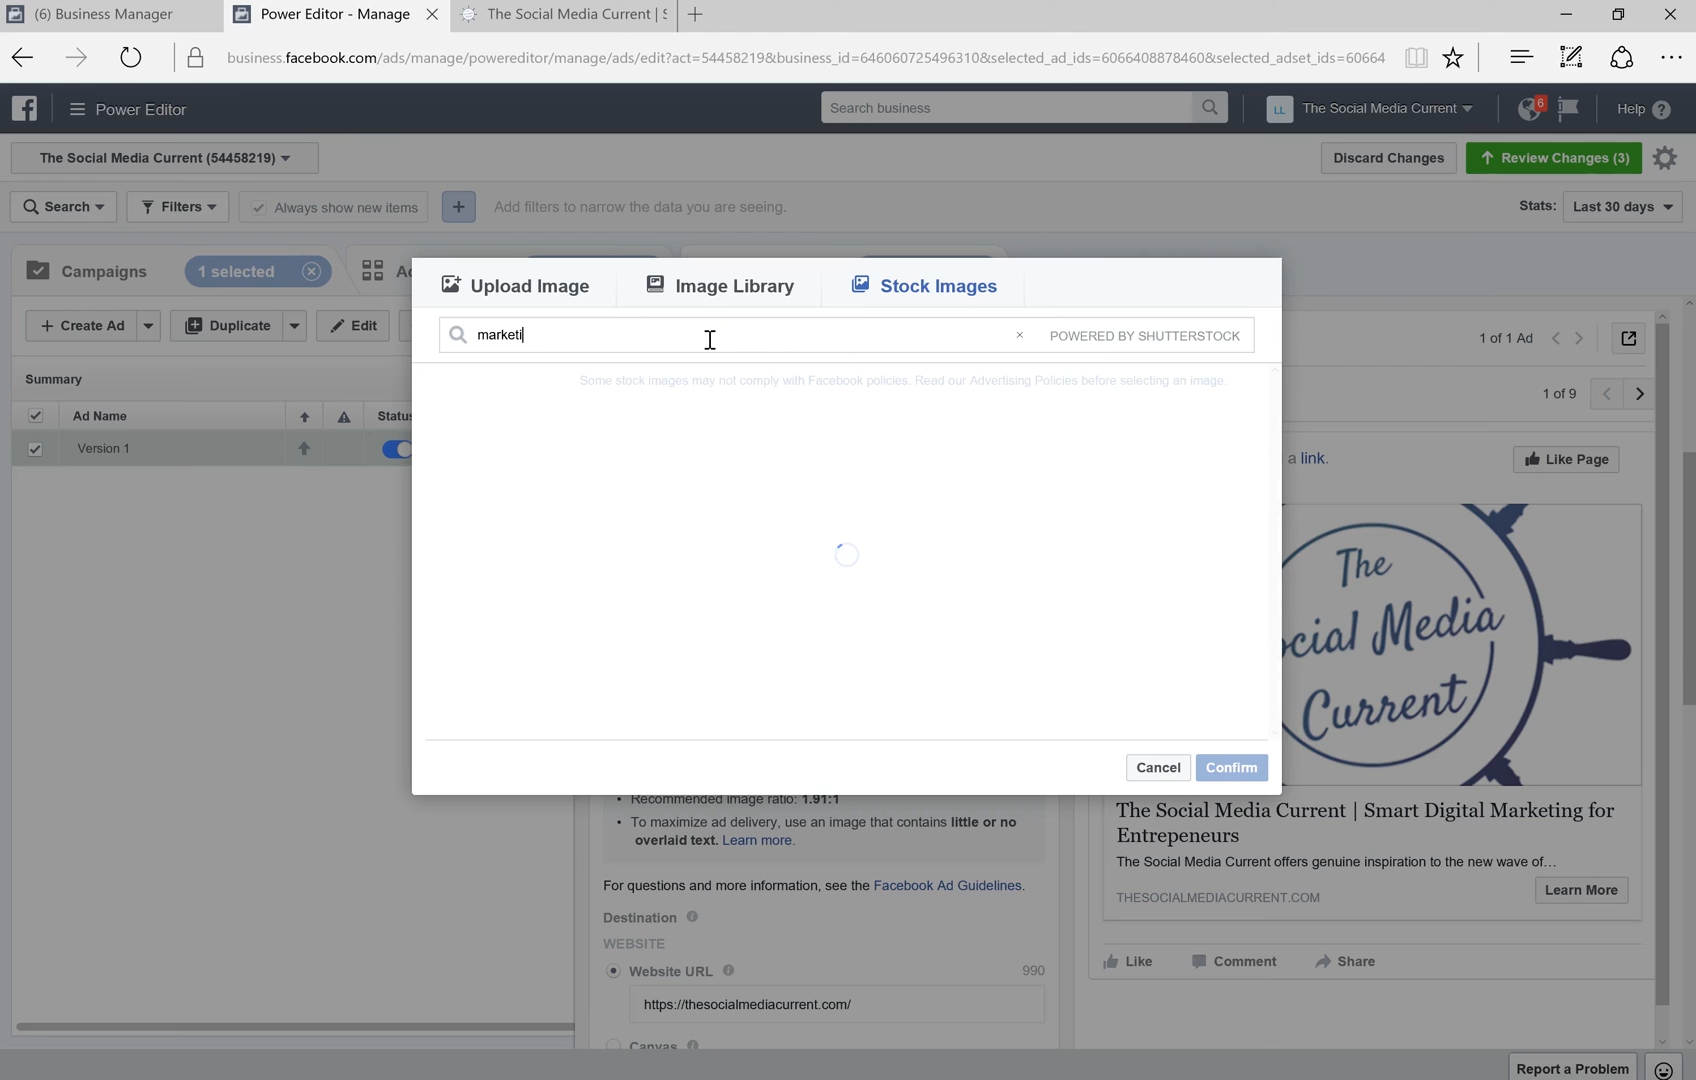 (6) Business Manager
Power Editor - Manage
The Social Media Current | S
business.facebook.com/ads/manage/powereditor/manage/ads/edit?act=54458219&business_id=646060725496310&selected_ad_ids=6066408878460&selected_adset_ids=60664
Power Editor
Search business
LL The Social Media Current
6
Help ?
The Social Media Current (54458219)
Discard Changes
Review Changes (3)
Search
Filters
Always show new items
+
Add filters to narrow the data you are seeing.
Stats: Last 30 days
Campaigns
1 selected
Upload Image
Image Library
Stock Images
+ Create Ad
Duplicate
Edit
marketi
POWERED BY SHUTTERSTOCK
1 of 1 Ad
Summary
Some stock images may not comply with Facebook policies. Read our Advertising Policies before selecting an image.
1 of 9
Ad Name
Status
Version 1
a link.
Like Page
The
cial Media
Current
Cancel
Confirm
• Recommended image ratio: 1.91:1
• To maximize ad delivery, use an image that contains little or no
overlaid text. Learn more.
For questions and more information, see the Facebook Ad Guidelines.
Destination
WEBSITE
Website URL
990
https://thesocialmediacurrent.com/
Canvas
The Social Media Current | Smart Digital Marketing for
Entrepeneurs
The Social Media Current offers genuine inspiration to the new wave of...
THESOCIALMEDIACURRENT.COM
Learn More
Like
Comment
Share
Report a Problem